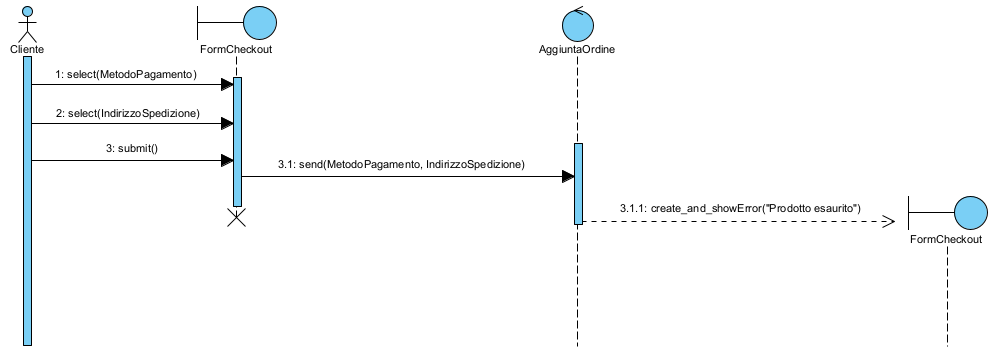 Cliente
FormCheckout
AggiuntaOrdine
1: select(MetodoPagamento)
2: select(IndirizzoSpedizione)
3: submit()
3.1: send(MetodoPagamento, IndirizzoSpedizione)
3.1.1: create_and_showError("Prodotto esaurito")
FormCheckout